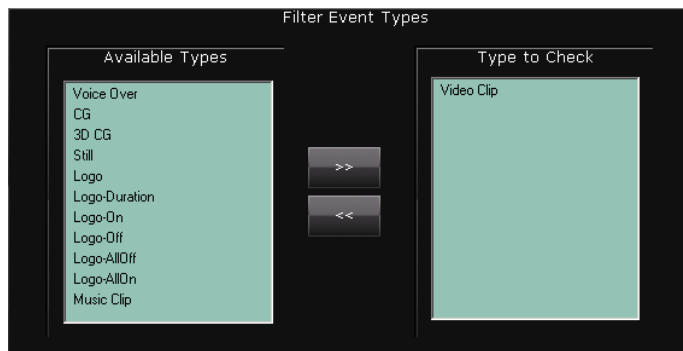 Filter Event Types
Available Types
Type to Check
Voice Over
CG
3D CG
Still
Logo
Logo-Duration
Logo-On
Logo-Off
Logo-AllOff
Logo-AllOn
Music Clip
>>
<<
Video Clip